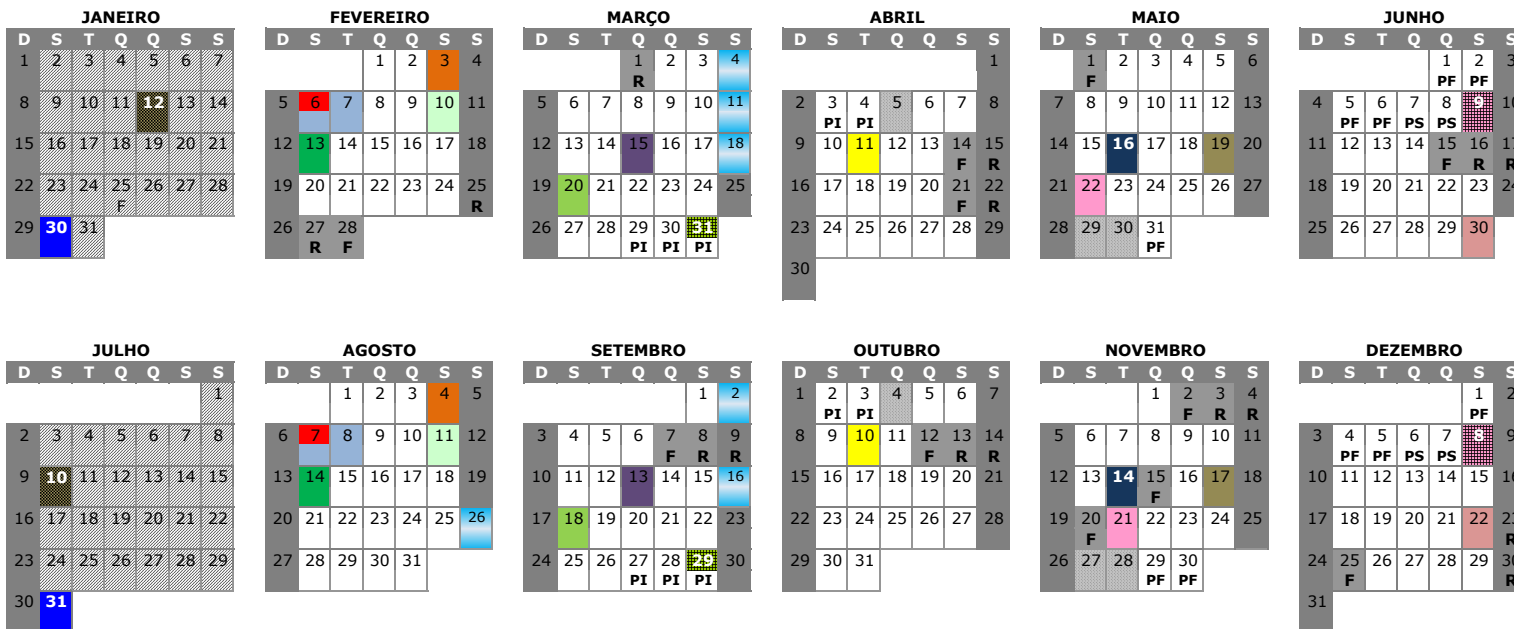 JANEIRO FEVEREIRO MARÇO ABRIL MAIO JUNHO
D S T Q Q S S D S T Q Q S S D S T Q Q S S D S T Q Q S S D S T Q Q S S D S T Q Q S S
1 2 3 4 5 6 7 1 2 3 4 1 2 3 4 1 1 2 3 4 5 6 1 2 3
R F PF PF
8 9 10 11 12 13 14 5 6 7 8 9 10 11 5 6 7 8 9 10 11 2 3 4 5 6 7 8 7 8 9 10 11 12 13 4 5 6 7 8 9 10
PI PI PF PF PS PS
15 16 17 18 19 20 21 12 13 14 15 16 17 18 12 13 14 15 16 17 18 9 10 11 12 13 14 15 14 15 16 17 18 19 20 11 12 13 14 15 16 17
F R F R R
22 23 24 25 26 27 28 19 20 21 22 23 24 25 19 20 21 22 23 24 25 16 17 18 19 20 21 22 21 22 23 24 25 26 27 18 19 20 21 22 23 24
F R F R
29 30 31 26 27 28 26 27 28 29 30 31 23 24 25 26 27 28 29 28 29 30 31 25 26 27 28 29 30
R F PI PI PI PF
30
JULHO AGOSTO SETEMBRO OUTUBRO NOVEMBRO DEZEMBRO
D S T Q Q S S D S T Q Q S S D S T Q Q S S D S T Q Q S S D S T Q Q S S D S T Q Q S S
1 1 2 3 4 5 1 2 1 2 3 4 5 6 7 1 2 3 4 1 2
PI PI F R R PF
2 3 4 5 6 7 8 6 7 8 9 10 11 12 3 4 5 6 7 8 9 8 9 10 11 12 13 14 5 6 7 8 9 10 11 3 4 5 6 7 8 9
F R R F R R PF PF PS PS
9 10 11 12 13 14 15 13 14 15 16 17 18 19 10 11 12 13 14 15 16 15 16 17 18 19 20 21 12 13 14 15 16 17 18 10 11 12 13 14 15 16
F
16 17 18 19 20 21 22 20 21 22 23 24 25 26 17 18 19 20 21 22 23 22 23 24 25 26 27 28 19 20 21 22 23 24 25 17 18 19 20 21 22 23
F R
23 24 25 26 27 28 29 27 28 29 30 31 24 25 26 27 28 29 30 29 30 31 26 27 28 29 30 24 25 26 27 28 29 30
PI PI PI PF PF F R
30 31 31